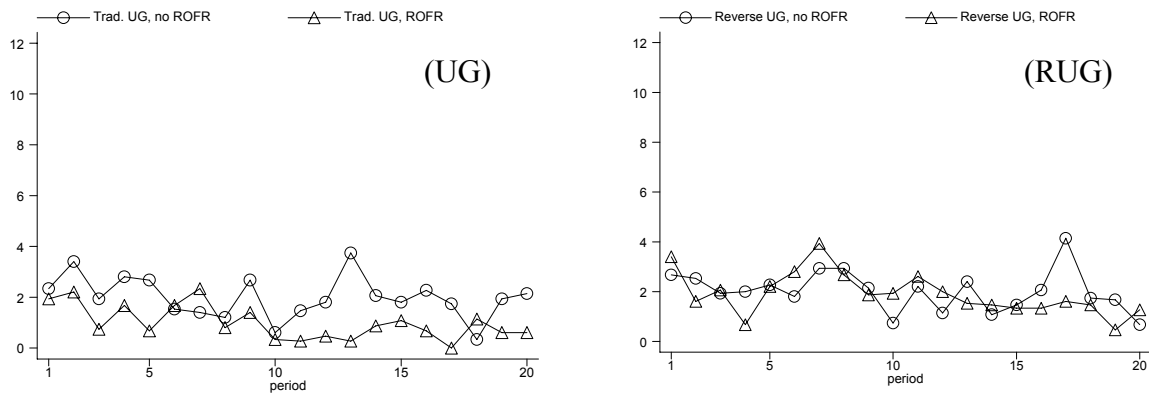 Trad. UG, no ROFR Trad. UG, ROFR
12
10
8
6
4
2
0
(UG)
1 5 10 15 20
period
Reverse UG, no ROFR Reverse UG, ROFR
12
10
8
6
4
2
0
(RUG)
1 5 10 15 20
period